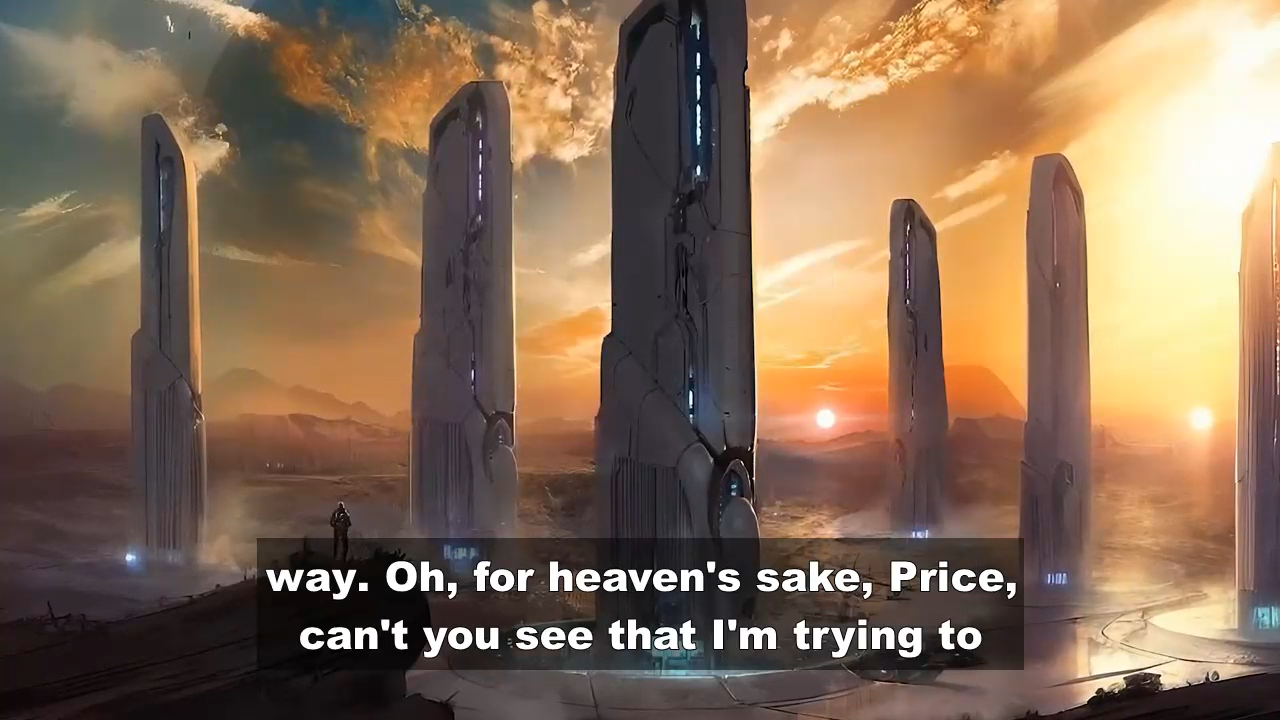 way. Oh, for heaven's sake, Price,
can't you see that I'm trying to